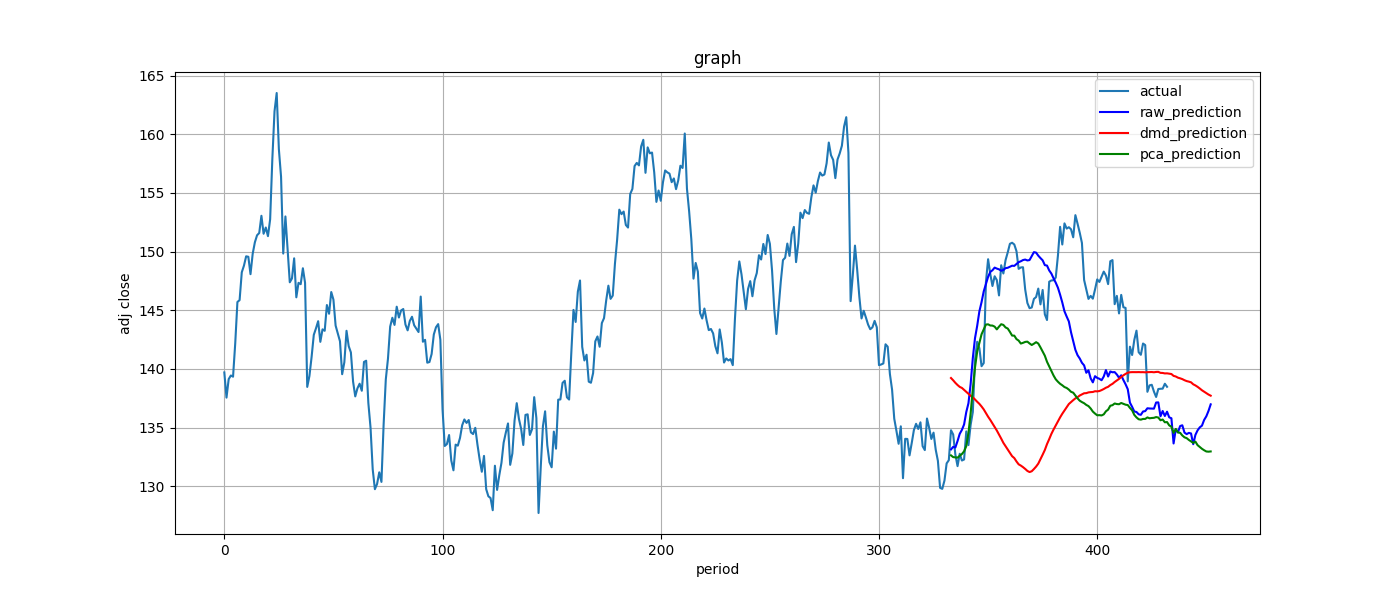 graph
165
160
155
150
145
140
135
130
adj close
0
100
200
300
400
period
actual
raw_prediction
dmd_prediction
pca_prediction